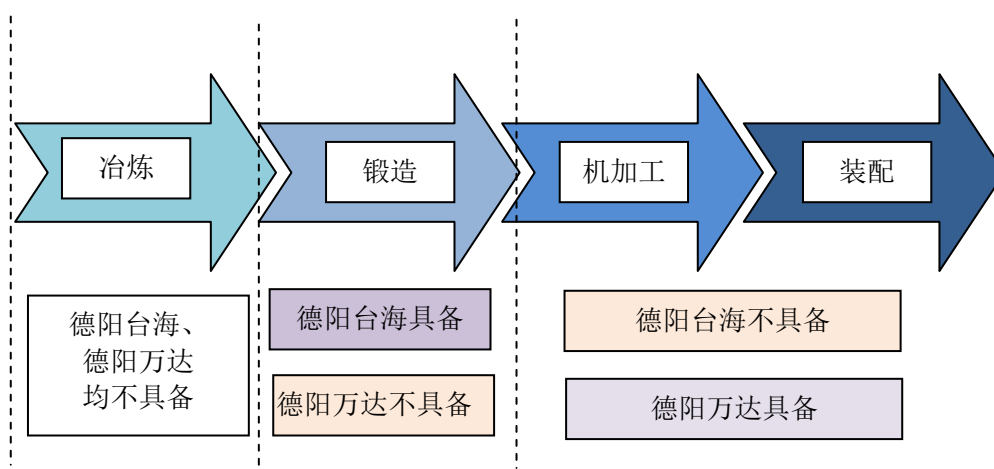 冶炼
锻造
机加工
装配
德阳台海、
德阳万达
均不具备
德阳台海具备
德阳万达不具备
德阳台海不具备
德阳万达具备